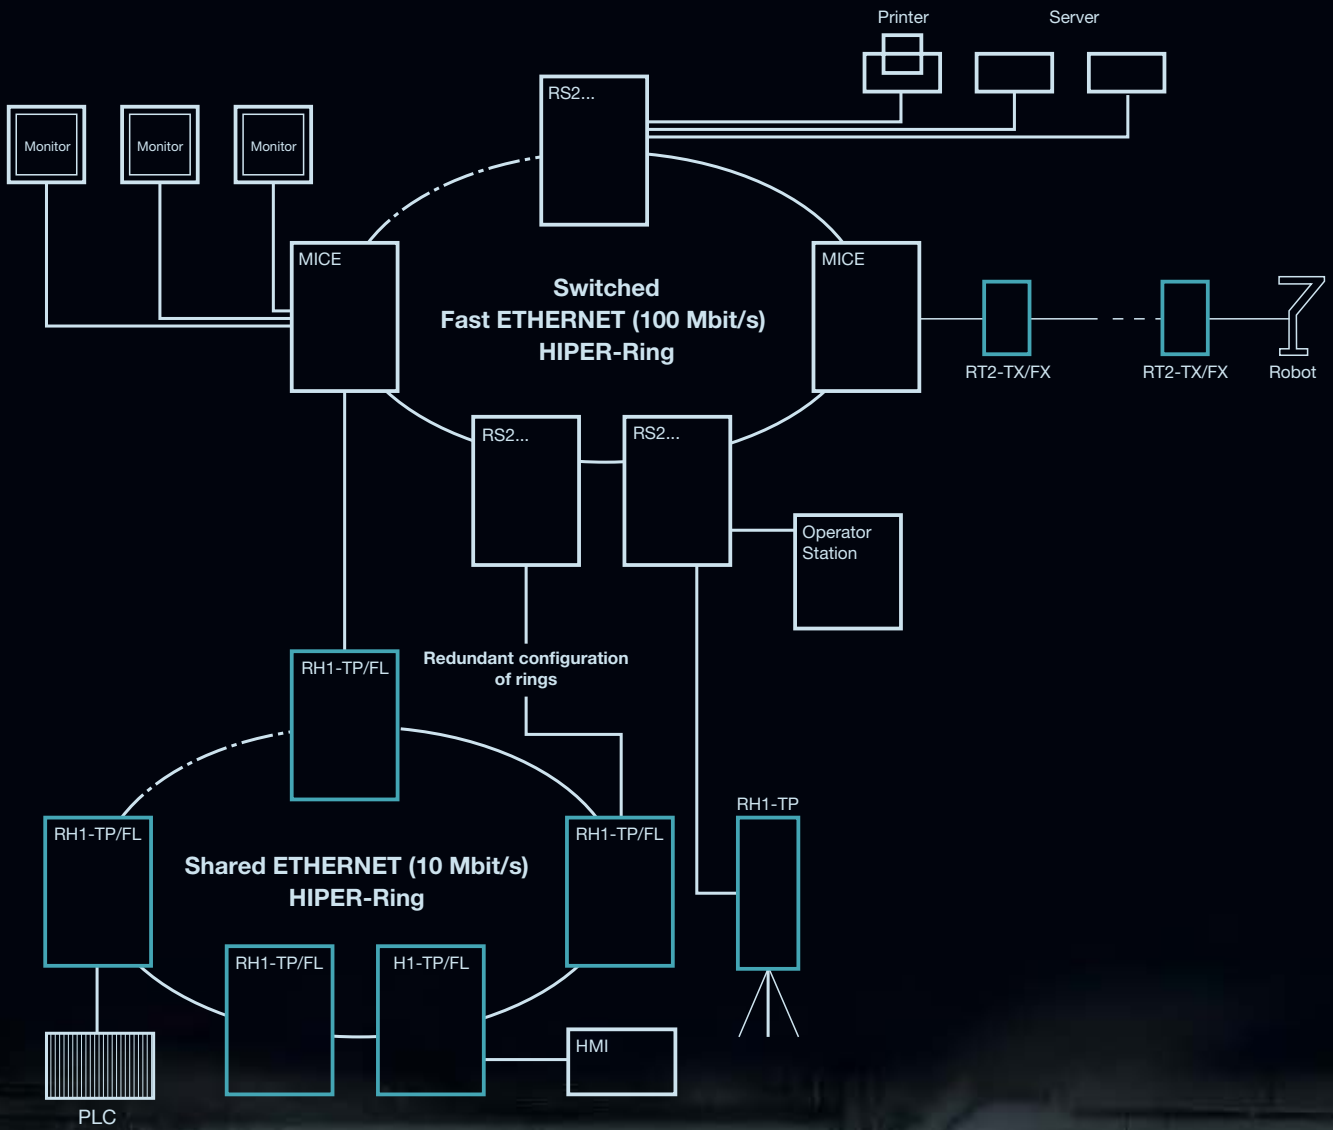 Printer
Server
RS2...
Monitor
Monitor
Monitor
MICE
MICE
Switched
Fast ETHERNET (100 Mbit/s)
HIPER-Ring
RT2-TX/FX
RT2-TX/FX
Robot
RS2...
RS2...
Operator
Station
Redundant configuration
of rings
RH1-TP/FL
RH1-TP
RH1-TP/FL
RH1-TP/FL
Shared ETHERNET (10 Mbit/s)
HIPER-Ring
RH1-TP/FL
H1-TP/FL
HMI
PLC